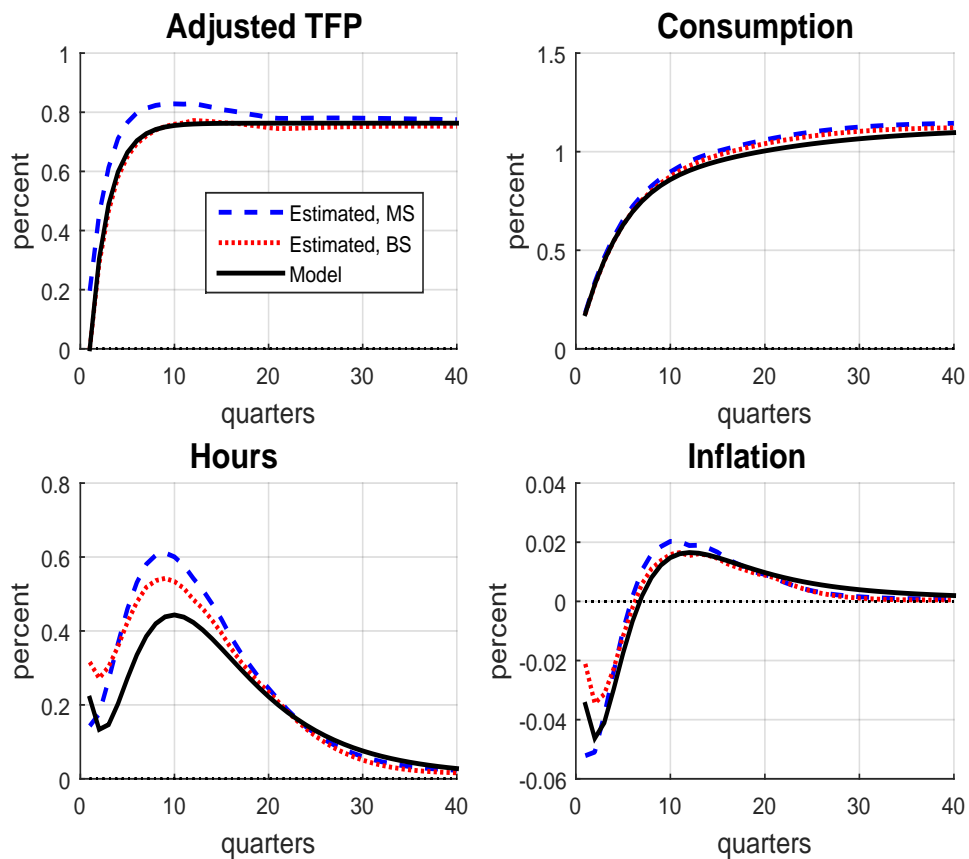 Adjusted TFP
1
0.8
0.6
0.4
0.2
0
percent
0 10 20 30 40
quarters
Estimated, MS
Estimated, BS
Model
Consumption
1.5
1
0.5
0
percent
0 10 20 30 40
quarters
Hours
0.8
0.6
0.4
0.2
0
percent
0 10 20 30 40
quarters
Inflation
0.04
0.02
0
-0.02
-0.04
-0.06
percent
0 10 20 30 40
quarters